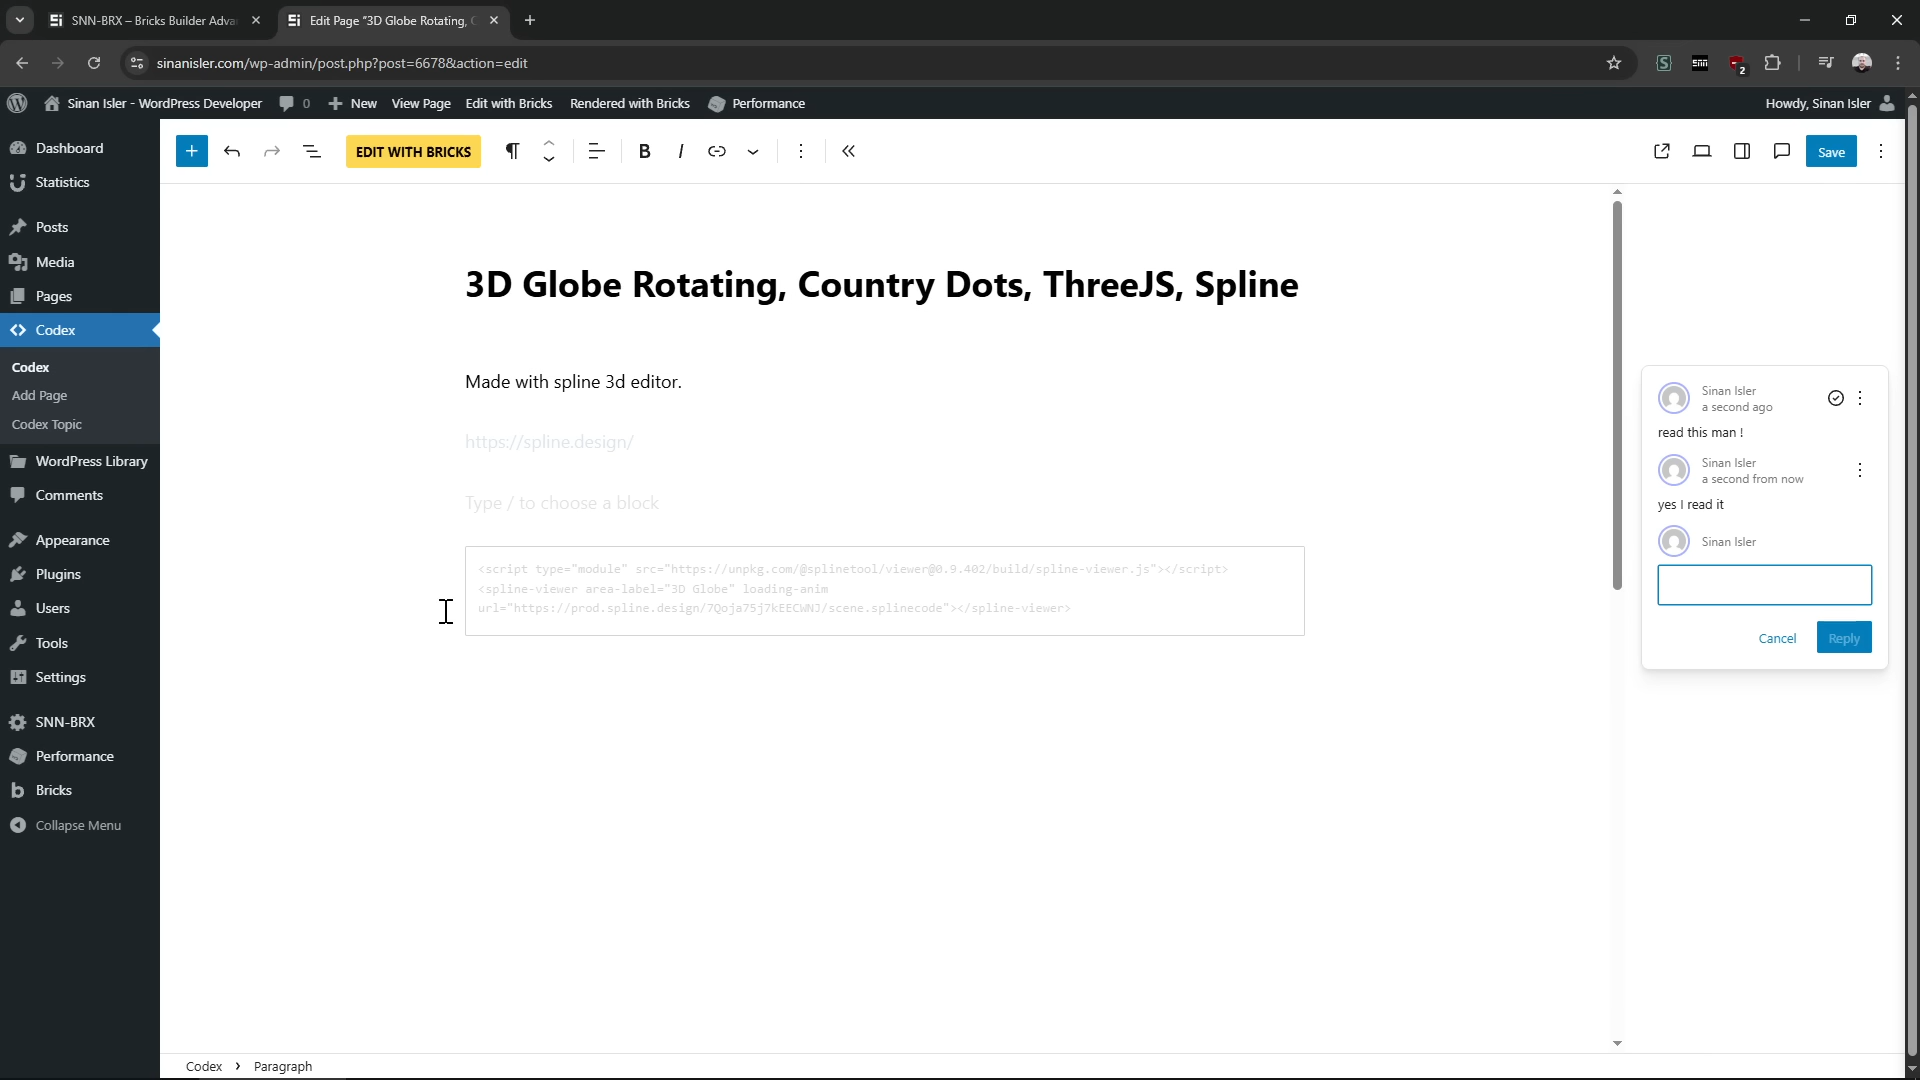 SNN-BRX – Bricks Builder Adva
Edit Page "3D Globe Rotating, C
sinanisler.com/wp-admin/post.php?post=6678&action=edit
2
Sinan Isler - WordPress Developer
0
New
View Page
Edit with Bricks
Rendered with Bricks
Performance
Howdy, Sinan Isler
Dashboard
Statistics
Posts
Media
Pages
Codex
Codex
Add Page
Codex Topic
WordPress Library
Comments
Appearance
Plugins
Users
Tools
Settings
SNN-BRX
Performance
Bricks
Collapse Menu
EDIT WITH BRICKS
Save
3D Globe Rotating, Country Dots, ThreeJS, Spline
Made with spline 3d editor.
https://spline.design/
Type / to choose a block
<script type="module" src="https://unpkg.com/@splinetool/viewer@0.9.402/build/spline-viewer.js"></script>
<spline-viewer area-label="3D Globe" loading-anim
url="https://prod.spline.design/7Qoja75j7kEECWNJ/scene.splinecode"></spline-viewer>
Sinan Isler
a second ago
read this man !
Sinan Isler
a second from now
yes I read it
Sinan Isler
Cancel
Reply
Codex › Paragraph